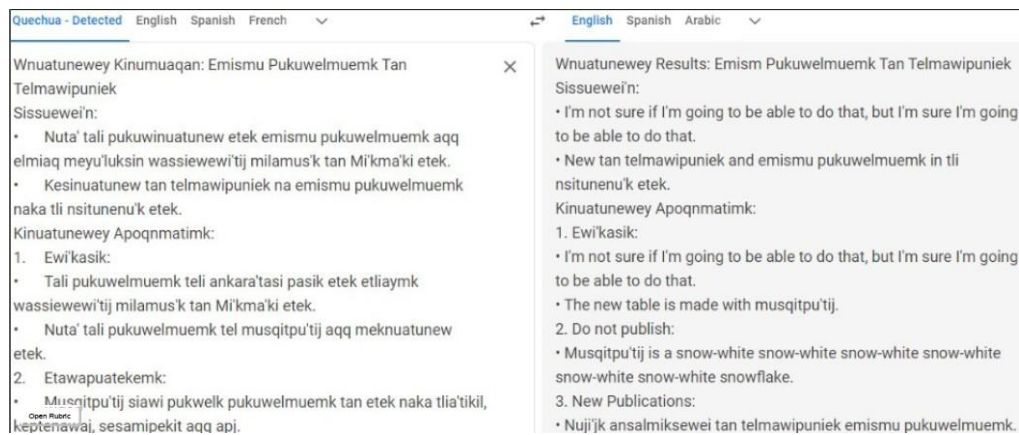 Quechua - Detected English Spanish French
English Spanish Arabic
Wnuatunewey Kinumuaqan: Emismu Pukuwelmuemk Tan
Telmawipuniek
Sissuewei'n:
• Nuta' tali pukuwinuatunew etek emismu pukuwelmuemk aqq
elmiaq meyu'luksin wassiewewi'tij milamus'k tan Mi'kma'ki etek.
• Kesinuatunew tan telmawipuniek na emismu pukuwelmuemk
naka tli nsitunenu'k etek.
Kinuatunewey Apoqnmatimk:
1. Ewi'kasik:
• Tali pukuwelmuemk teli ankara'tasi pasik etek etliaymk
wassiewewi'tij milamus'k tan Mi'kma'ki etek.
• Nuta' tali pukuwelmuemk tel musqitpu'tij aqq meknuatunew
etek.
2. Etawapuatekemk:
• Musqitpu'tij siawi pukwelk pukuwelmuemk tan etek naka tlia'tikil,
keptenawaj, sesamipekit aqq apj.
Open Rubric
Wnuatunewey Results: Emism Pukuwelmuemk Tan Telmawipuniek
Sissuewei'n:
• I'm not sure if I'm going to be able to do that, but I'm sure I'm going
to be able to do that.
• New tan telmawipuniek and emismu pukuwelmuemk in tli
nsitunenu'k etek.
Kinuatunewey Apoqnmatimk:
1. Ewi'kasik:
• I'm not sure if I'm going to be able to do that, but I'm sure I'm going
to be able to do that.
• The new table is made with musqitpu'tij.
2. Do not publish:
• Musqitpu'tij is a snow-white snow-white snow-white snow-white
snow-white snow-white snowflake.
3. New Publications:
• Nuji'jk ansalmiksewei tan telmawipuniek emismu pukuwelmuemk.